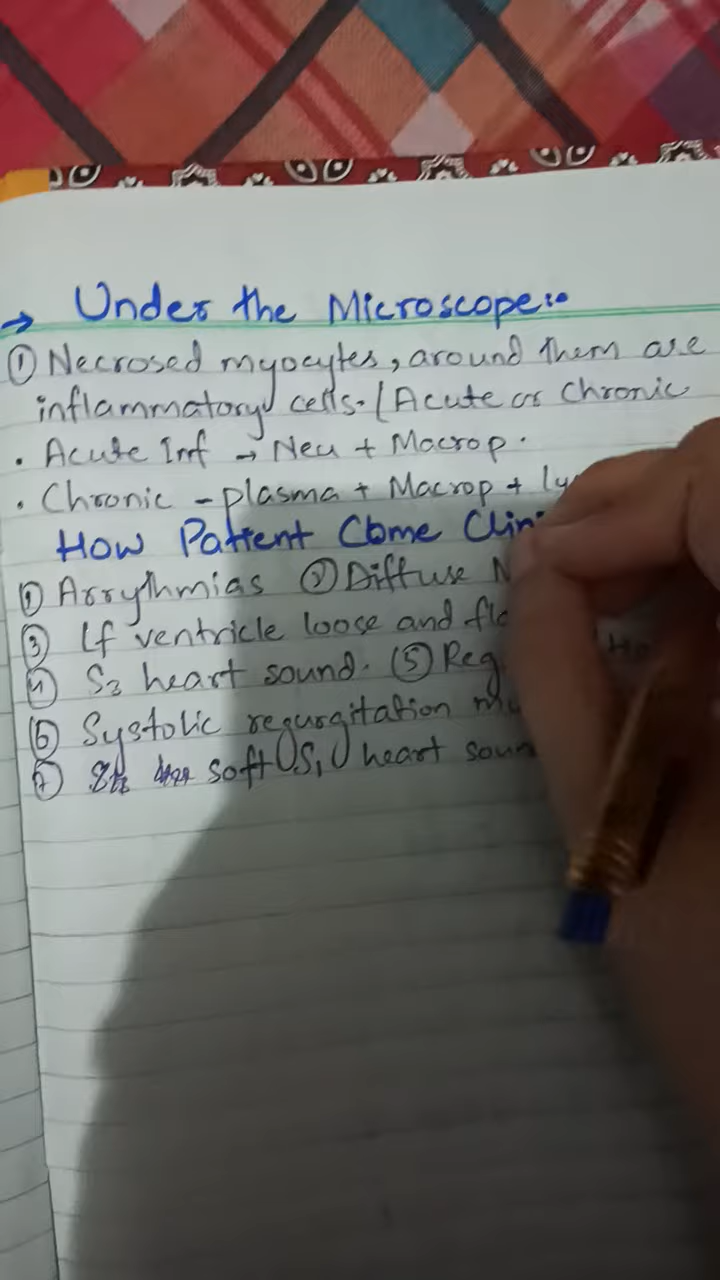 → Under the Microscope:-
① Necrosed myocytes, around them are
inflammatory cells. (Acute or Chronic
. Acute Inf → Neu + Macrop.
. Chronic - plasma + Macrop +
How Patient Come
① Arrythmias ② Diffuse
③ If ventricle loose and
④ S3 heart sound. ⑤
⑥ Systolic regurgitation
⑦ soft S1 heart